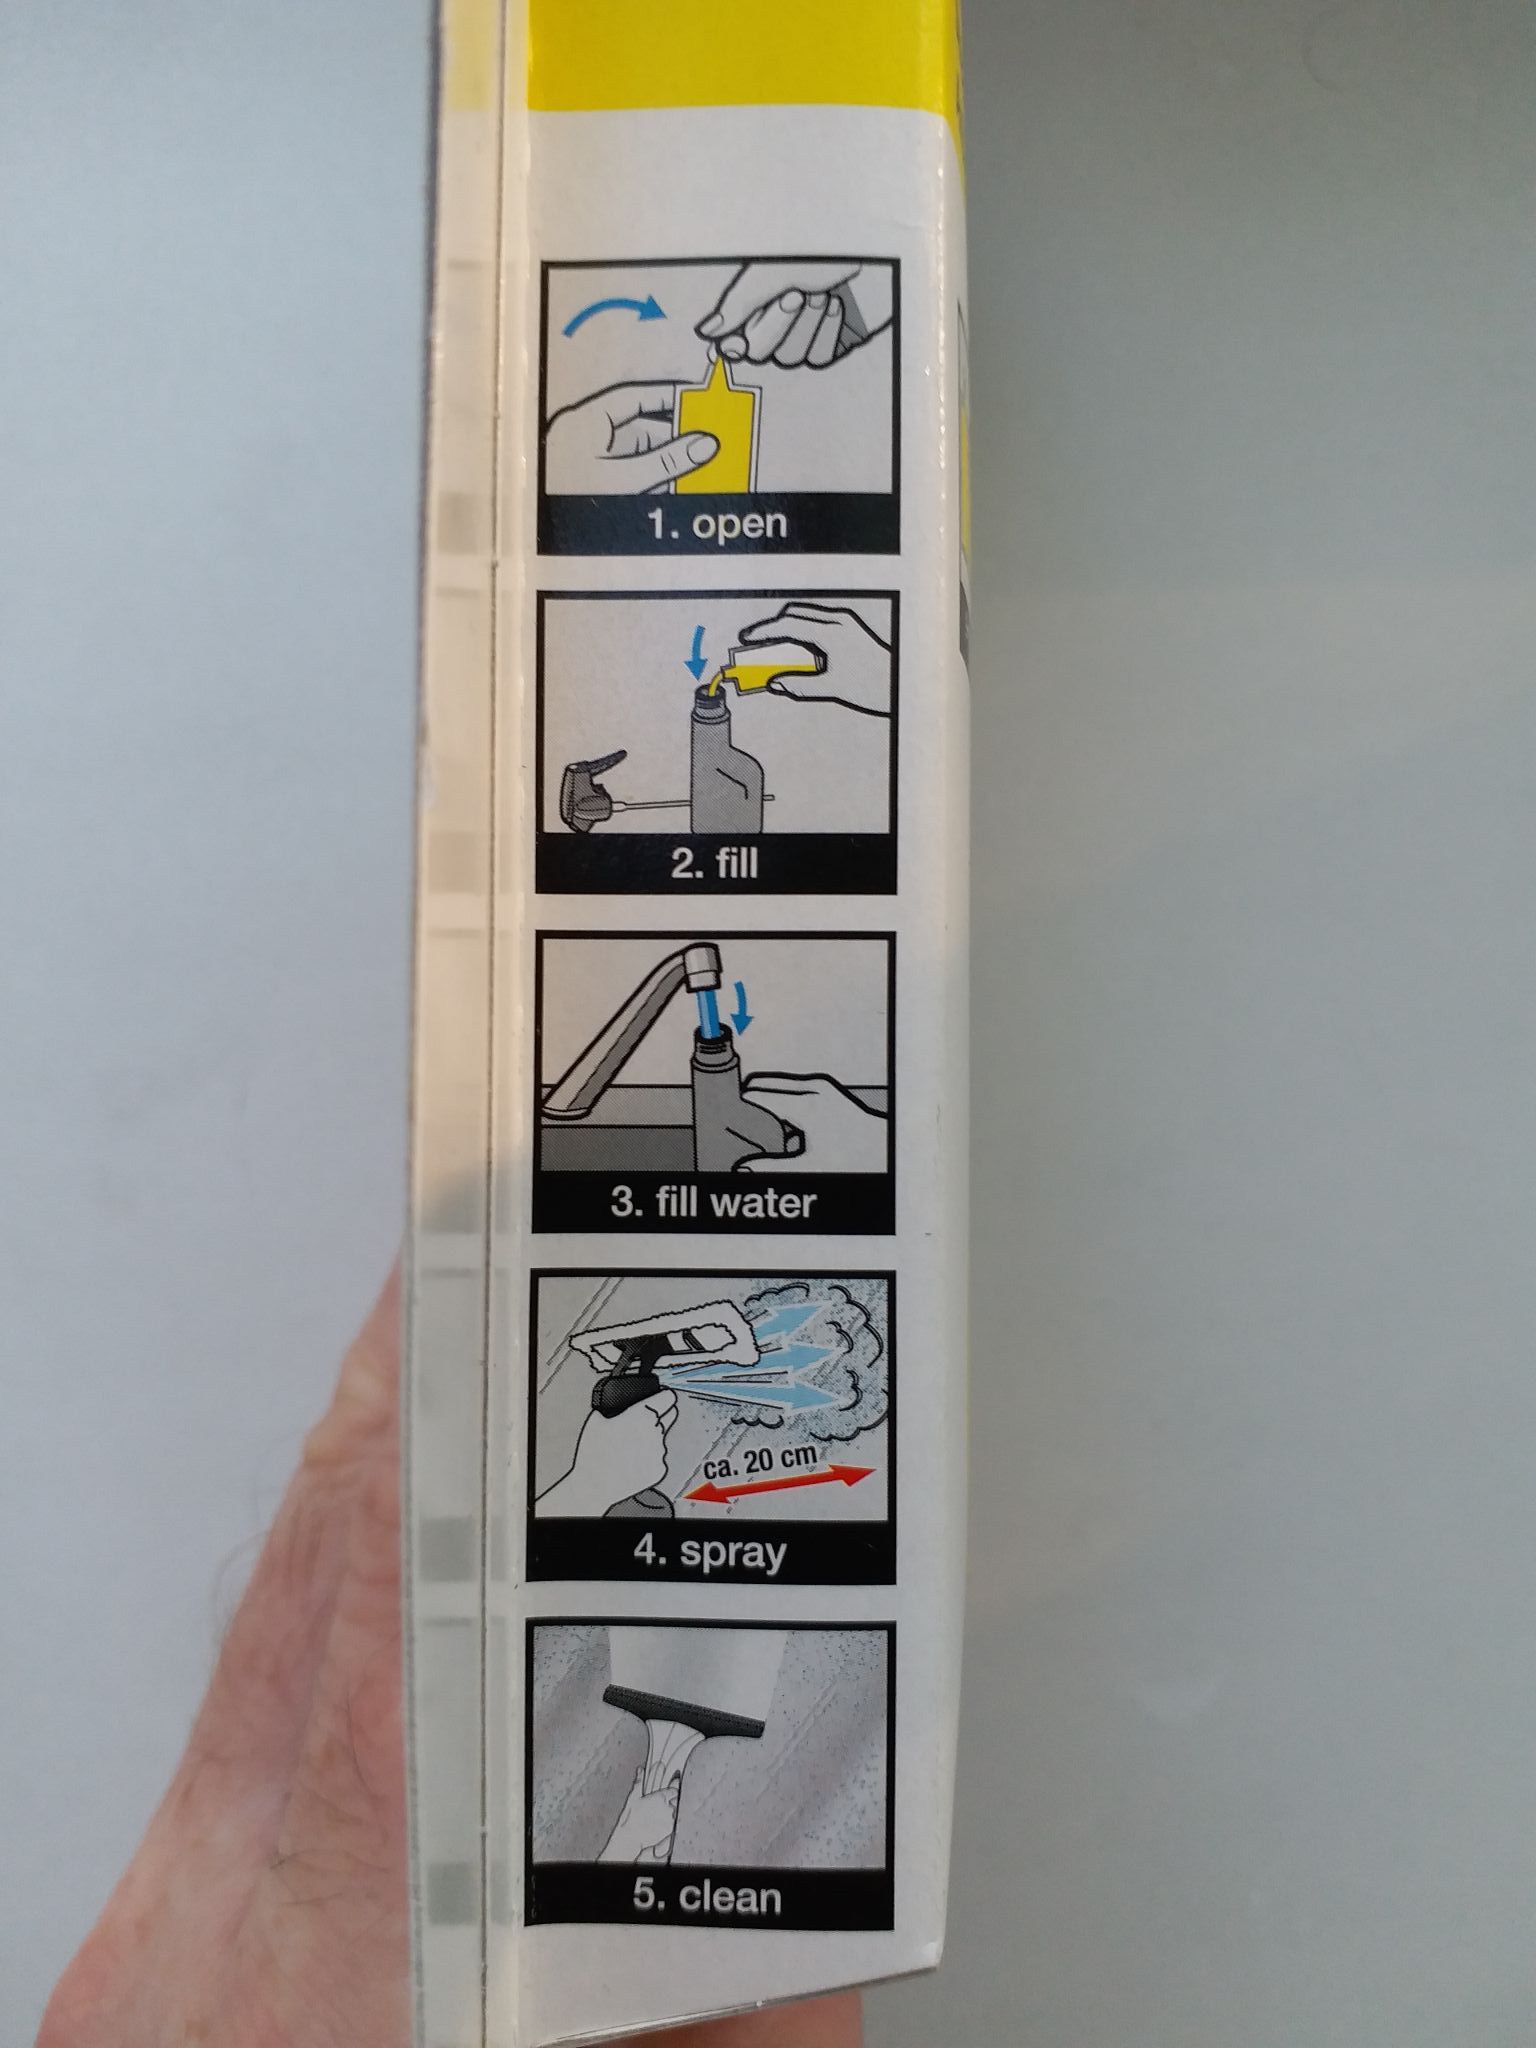 1. open
2. fill
3. fill water
ca. 20 cm
4. spray
5. clean